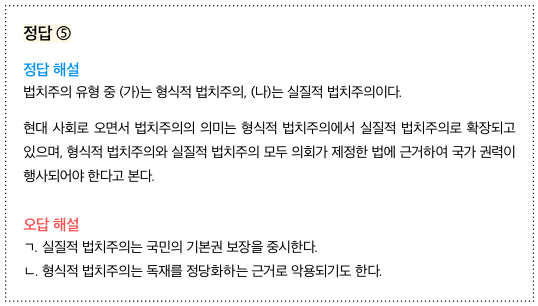 정답 ⑤
정답 해설
법치주의 유형 중 (가)는 형식적 법치주의, (나)는 실질적 법치주의이다.
현대 사회로 오면서 법치주의의 의미는 형식적 법치주의에서 실질적 법치주의로 확장되고
있으며, 형식적 법치주의와 실질적 법치주의 모두 의회가 제정한 법에 근거하여 국가 권력이
행사되어야 한다고 본다.
오답 해설
ㄱ. 실질적 법치주의는 국민의 기본권 보장을 중시한다.
ㄴ. 형식적 법치주의는 독재를 정당화하는 근거로 악용되기도 한다.